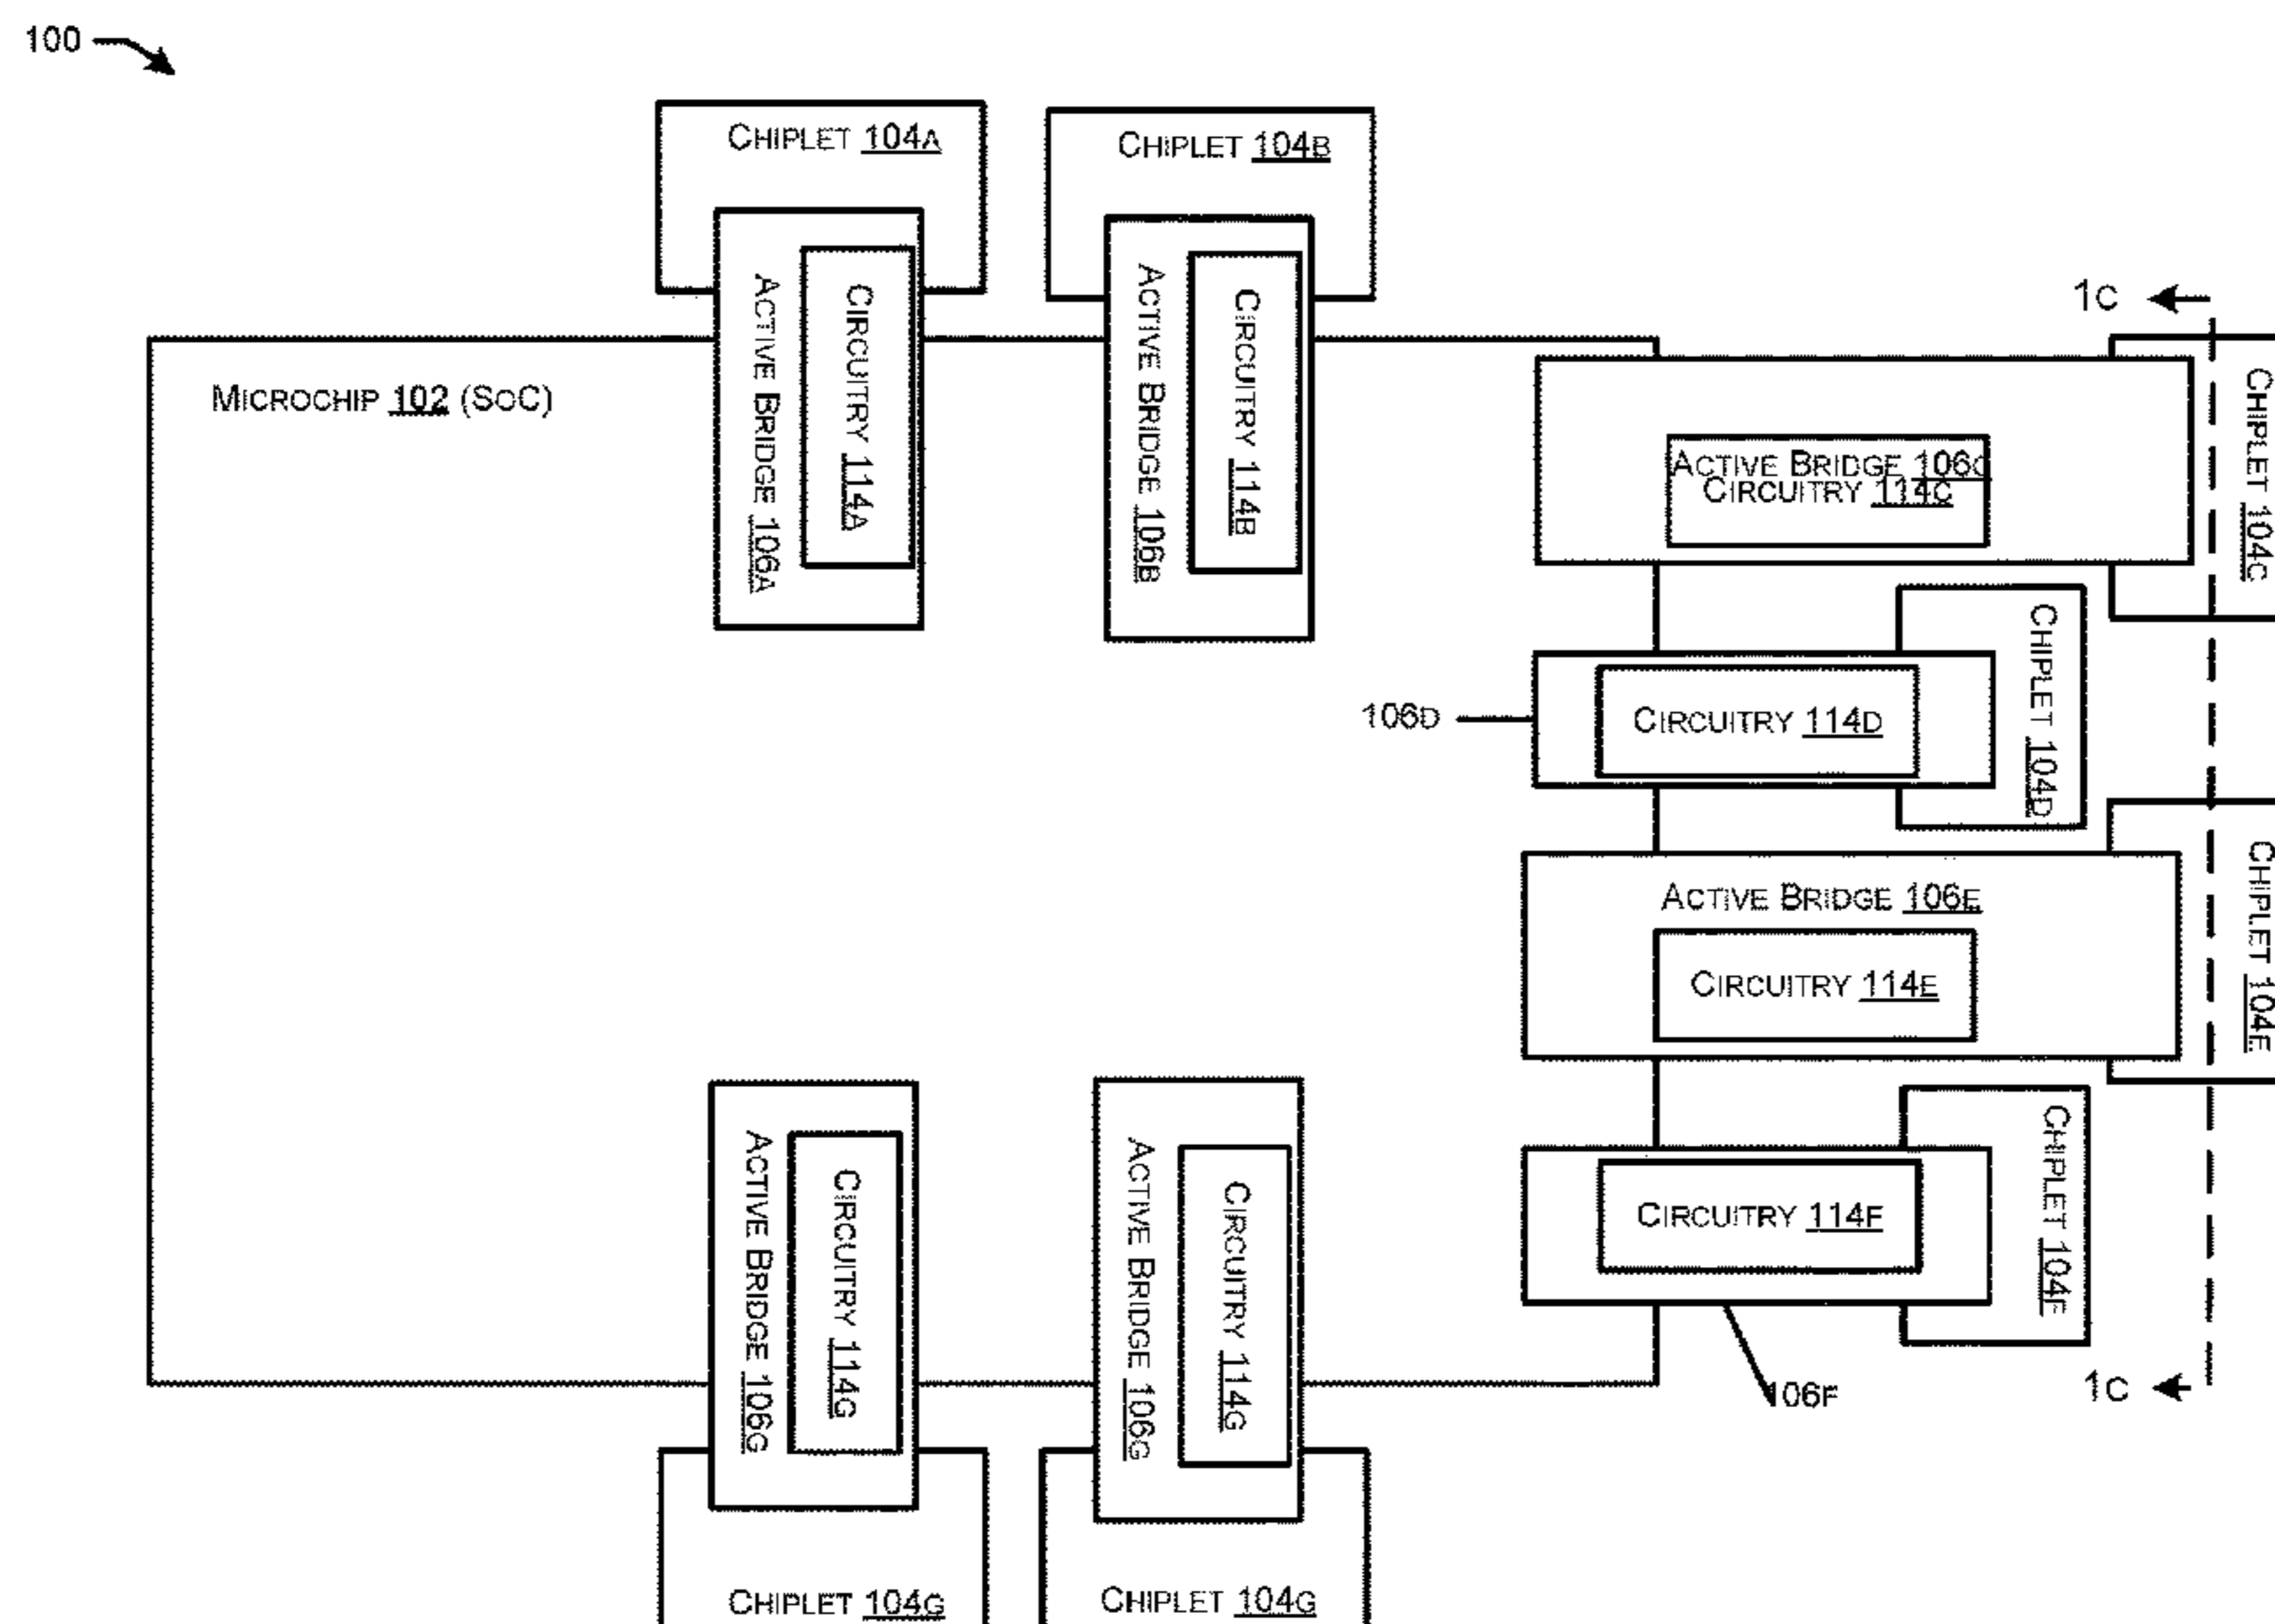 100
CHIPLET 104A
CHIPLET 104B
ACTIVE BRIDGE 106A
CIRCUITRY 114A
ACTIVE BRIDGE 106B
CIRCUITRY 114B
1C
MICROCHIP 102 (SOC)
ACTIVE BRIDGE 106C
CIRCUITRY 114C
CHIPLET 104C
CHIPLET 104D
106D
CIRCUITRY 114D
ACTIVE BRIDGE 106E
CIRCUITRY 114E
CHIPLET 104E
CIRCUITRY 114F
CHIPLET 104F
106F
1C
ACTIVE BRIDGE 106G
CIRCUITRY 114G
ACTIVE BRIDGE 106G
CIRCUITRY 114G
CHIPLET 104G
CHIPLET 104G